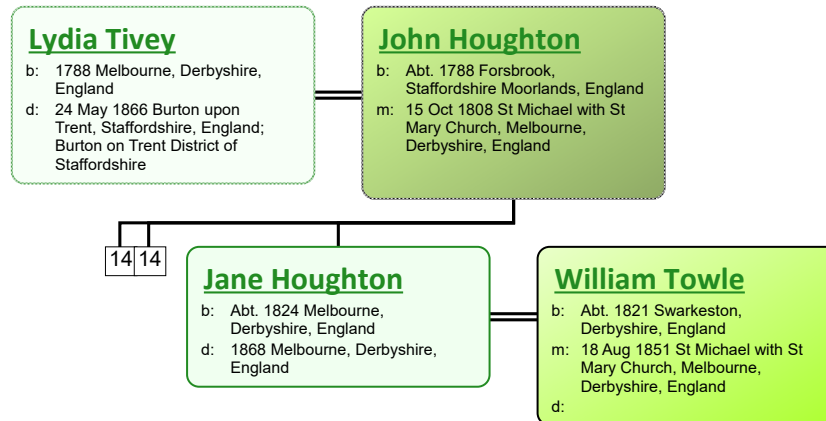 Lydia Tivey
b: 1788 Melbourne, Derbyshire,
England
d: 24 May 1866 Burton upon
Trent, Staffordshire, England;
Burton on Trent District of
Staffordshire
John Houghton
b: Abt. 1788 Forsbrook,
Staffordshire Moorlands, England
m: 15 Oct 1808 St Michael with St
Mary Church, Melbourne,
Derbyshire, England
14 14
Jane Houghton
b: Abt. 1824 Melbourne,
Derbyshire, England
d: 1868 Melbourne, Derbyshire,
England
William Towle
b: Abt. 1821 Swarkeston,
Derbyshire, England
m: 18 Aug 1851 St Michael with St
Mary Church, Melbourne,
Derbyshire, England
d: